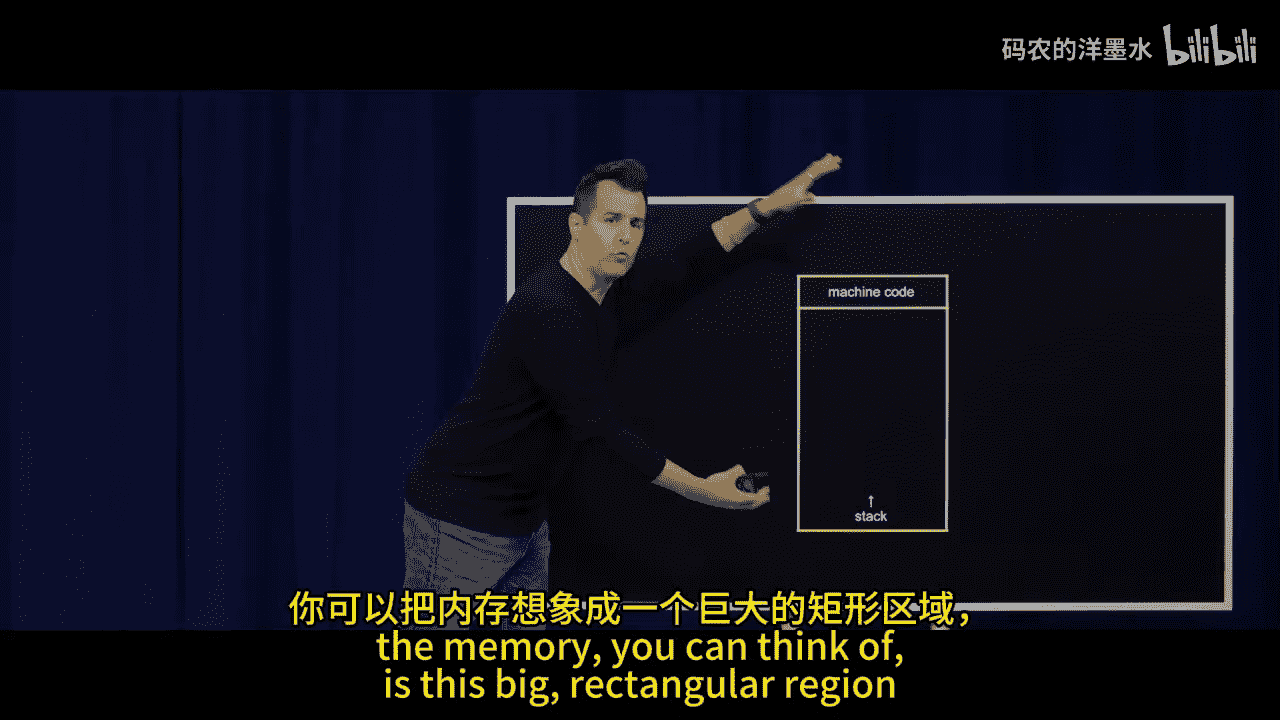 码农的洋墨水 bilibili
machine code
↑
stack
你可以把内存想象成一个巨大的矩形区域，
the memory, you can think of,
is this big, rectangular region